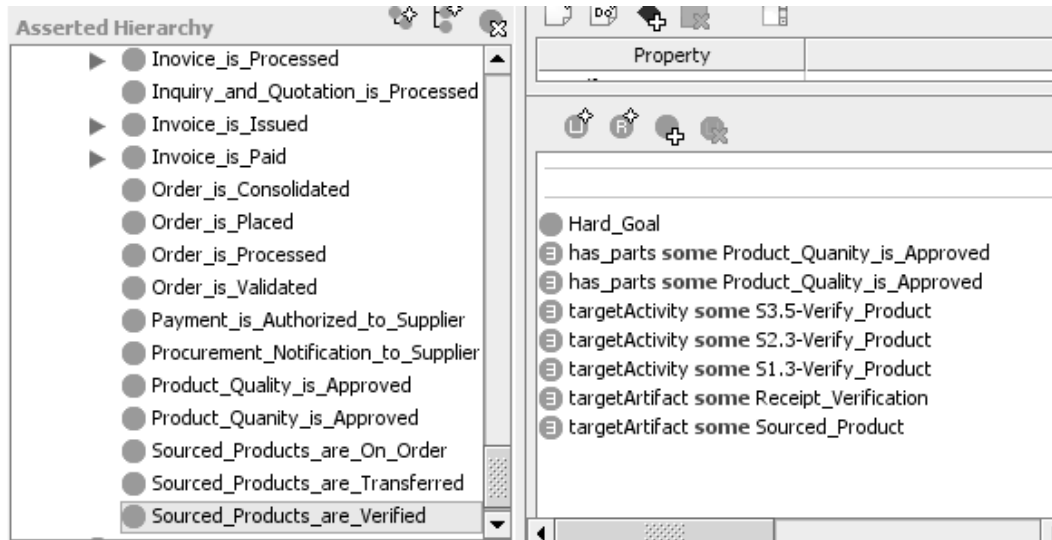 Asserted Hierarchy
Inovice_is_Processed
Inquiry_and_Quotation_is_Processed
Invoice_is_Issued
Invoice_is_Paid
Order_is_Consolidated
Order_is_Placed
Order_is_Processed
Order_is_Validated
Payment_is_Authorized_to_Supplier
Procurement_Notification_to_Supplier
Product_Quality_is_Approved
Product_Quanity_is_Approved
Sourced_Products_are_On_Order
Sourced_Products_are_Transferred
Sourced_Products_are_Verified
Property
Hard_Goal
has_parts some Product_Quanity_is_Approved
has_parts some Product_Quality_is_Approved
targetActivity some S3.5-Verify_Product
targetActivity some S2.3-Verify_Product
targetActivity some S1.3-Verify_Product
targetArtifact some Receipt_Verification
targetArtifact some Sourced_Product